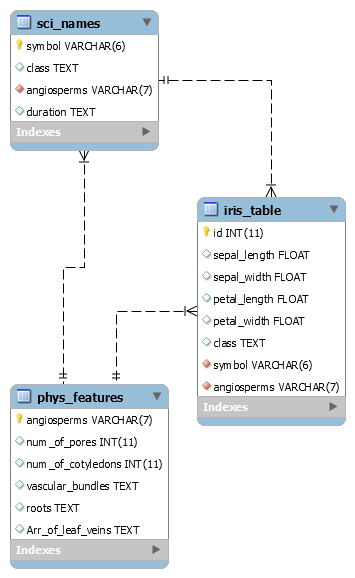 sci_names
symbol VARCHAR(6)
class TEXT
angiosperms VARCHAR(7)
duration TEXT
Indexes
iris_table
id INT(11)
sepal_length FLOAT
sepal_width FLOAT
petal_length FLOAT
petal_width FLOAT
class TEXT
symbol VARCHAR(6)
angiosperms VARCHAR(7)
Indexes
phys_features
angiosperms VARCHAR(7)
num_of_pores INT(11)
num_of_cotyledons INT(11)
vascular_bundles TEXT
roots TEXT
Arr_of_leaf_veins TEXT
Indexes